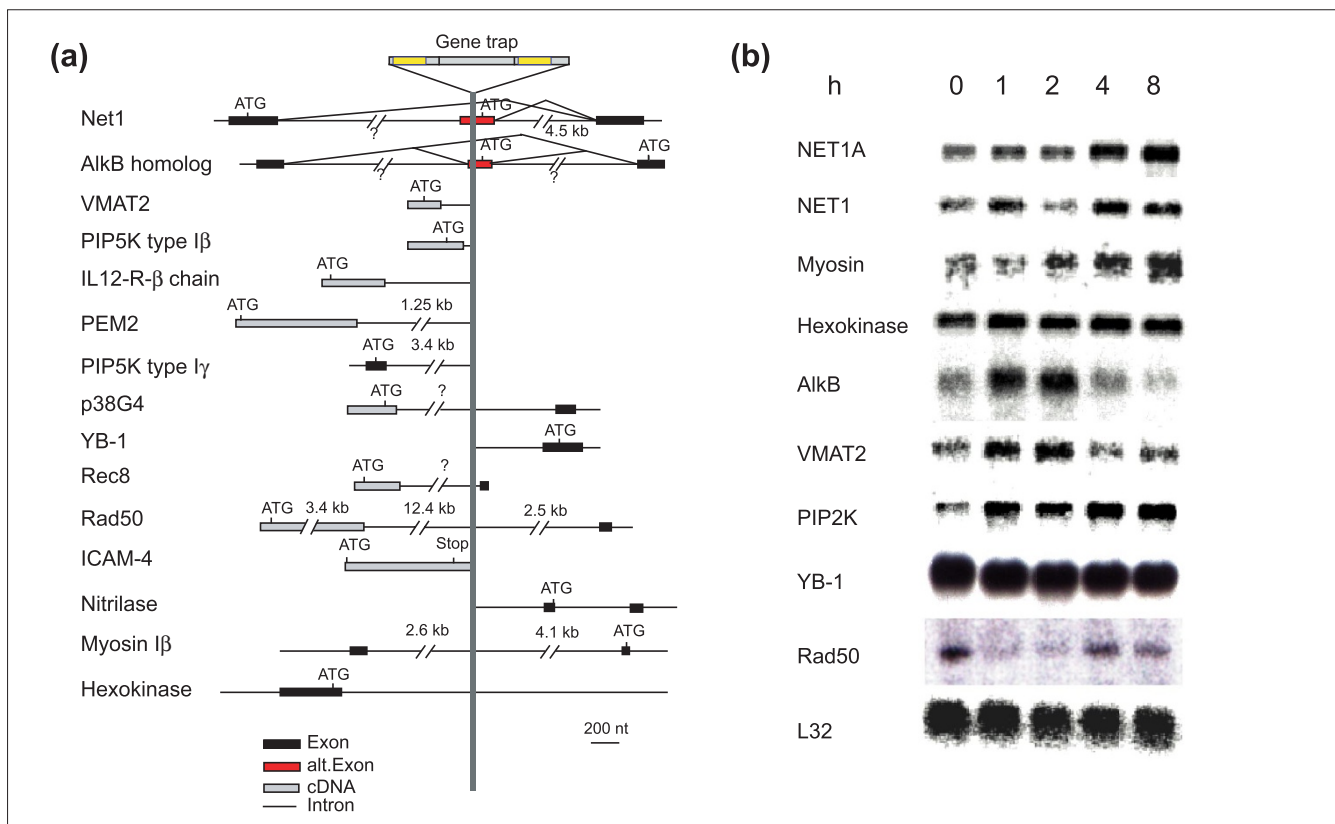 (a)
Gene trap
ATG ATG
Net1
? 4.5 kb
ATG ATG
AlkB homolog
? ?
ATG
VMAT2
ATG
PIP5K type Iβ
ATG
IL12-R-β chain
ATG 1.25 kb
PEM2
ATG 3.4 kb
PIP5K type Iγ
ATG ?
p38G4
ATG
YB-1
ATG ?
Rec8
ATG 3.4 kb 12.4 kb 2.5 kb
Rad50
ATG Stop
ICAM-4
ATG
Nitrilase
2.6 kb 4.1 kb ATG
Myosin Iβ
ATG
Hexokinase
200 nt
Exon
alt.Exon
cDNA
Intron
(b)
h 0 1 2 4 8
NET1A
NET1
Myosin
Hexokinase
AlkB
VMAT2
PIP2K
YB-1
Rad50
L32